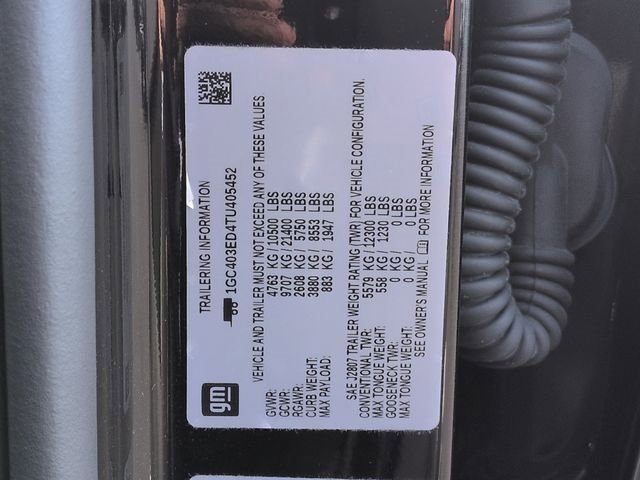 gm
TRAILERING INFORMATION
1GC403ED4TU405452
VEHICLE AND TRAILER MUST NOT EXCEED ANY OF THESE VALUES
GVWR: 4763 KG / 10500 LBS
GCWR: 9707 KG / 21400 LBS
RGAWR: 2608 KG / 5750 LBS
CURB WEIGHT: 3880 KG / 8553 LBS
MAX PAYLOAD: 883 KG / 1947 LBS
SAE J2807 TRAILER WEIGHT RATING (TWR) FOR VEHICLE CONFIGURATION.
CONVENTIONAL TWR: 5579 KG / 12300 LBS
MAX TONGUE WEIGHT: 558 KG / 1230 LBS
GOOSENECK TWR: 0 KG / 0 LBS
MAX TONGUE WEIGHT: 0 KG / 0 LBS
SEE OWNER'S MANUAL FOR MORE INFORMATION